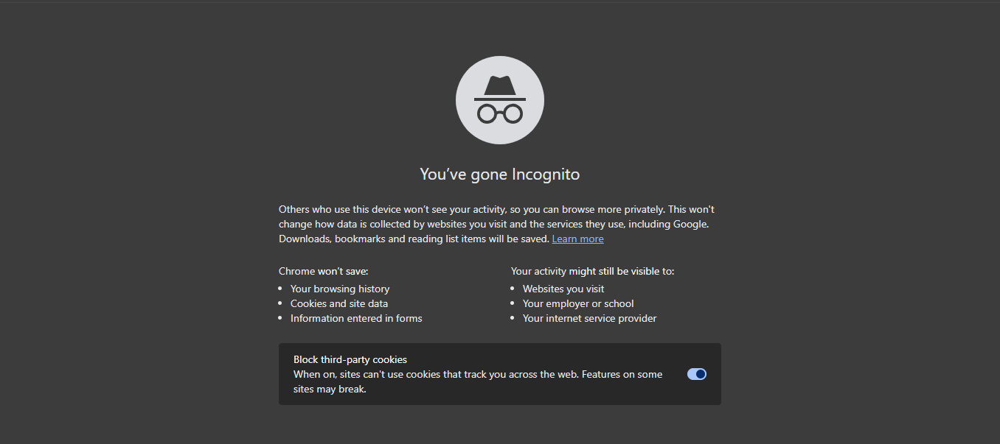 You’ve gone Incognito
Others who use this device won’t see your activity, so you can browse more privately. This won't
change how data is collected by websites you visit and the services they use, including Google.
Downloads, bookmarks and reading list items will be saved. Learn more
Chrome won’t save:
Your browsing history
Cookies and site data
Information entered in forms
Your activity might still be visible to:
Websites you visit
Your employer or school
Your internet service provider
Block third-party cookies
When on, sites can't use cookies that track you across the web. Features on some
sites may break.